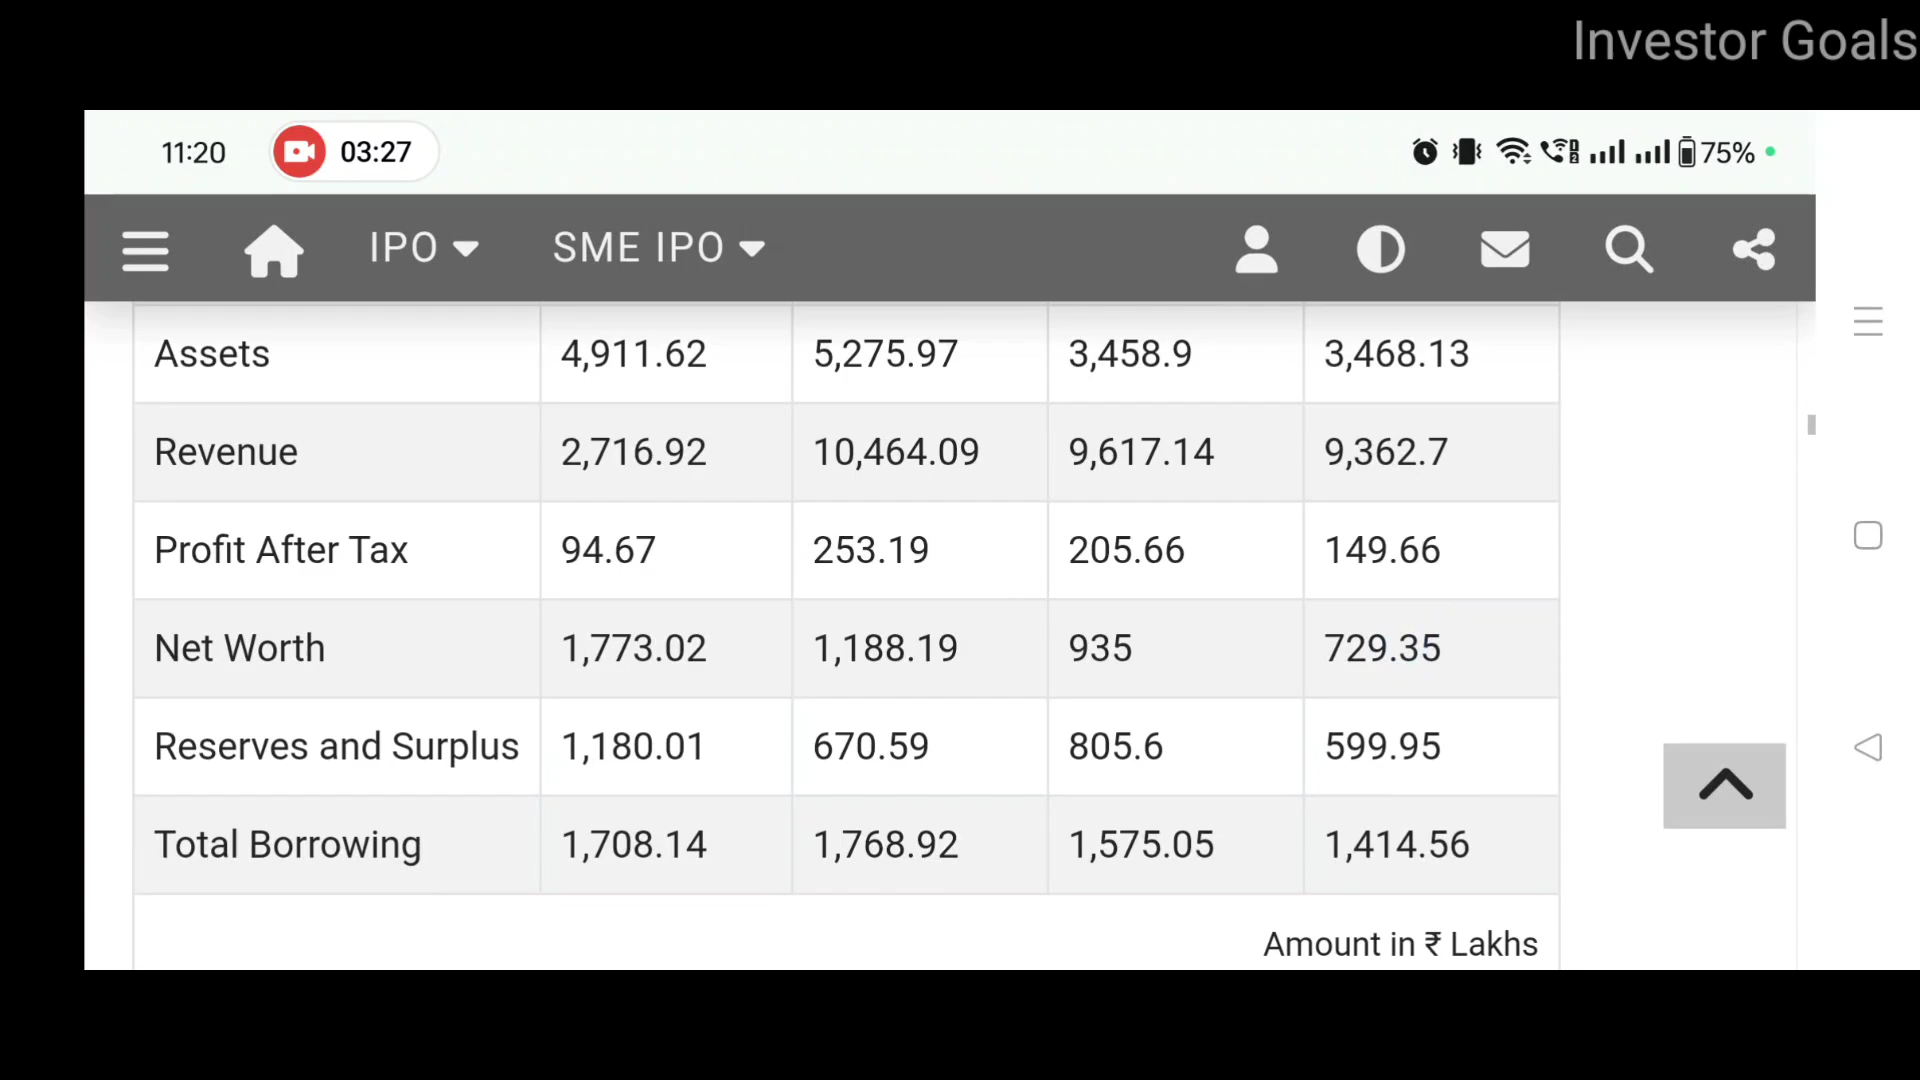 Investor Goals
11:20 03:27 75%
IPO SME IPO
Assets 4,911.62 5,275.97 3,458.9 3,468.13
Revenue 2,716.92 10,464.09 9,617.14 9,362.7
Profit After Tax 94.67 253.19 205.66 149.66
Net Worth 1,773.02 1,188.19 935 729.35
Reserves and Surplus 1,180.01 670.59 805.6 599.95
Total Borrowing 1,708.14 1,768.92 1,575.05 1,414.56
Amount in ₹ Lakhs